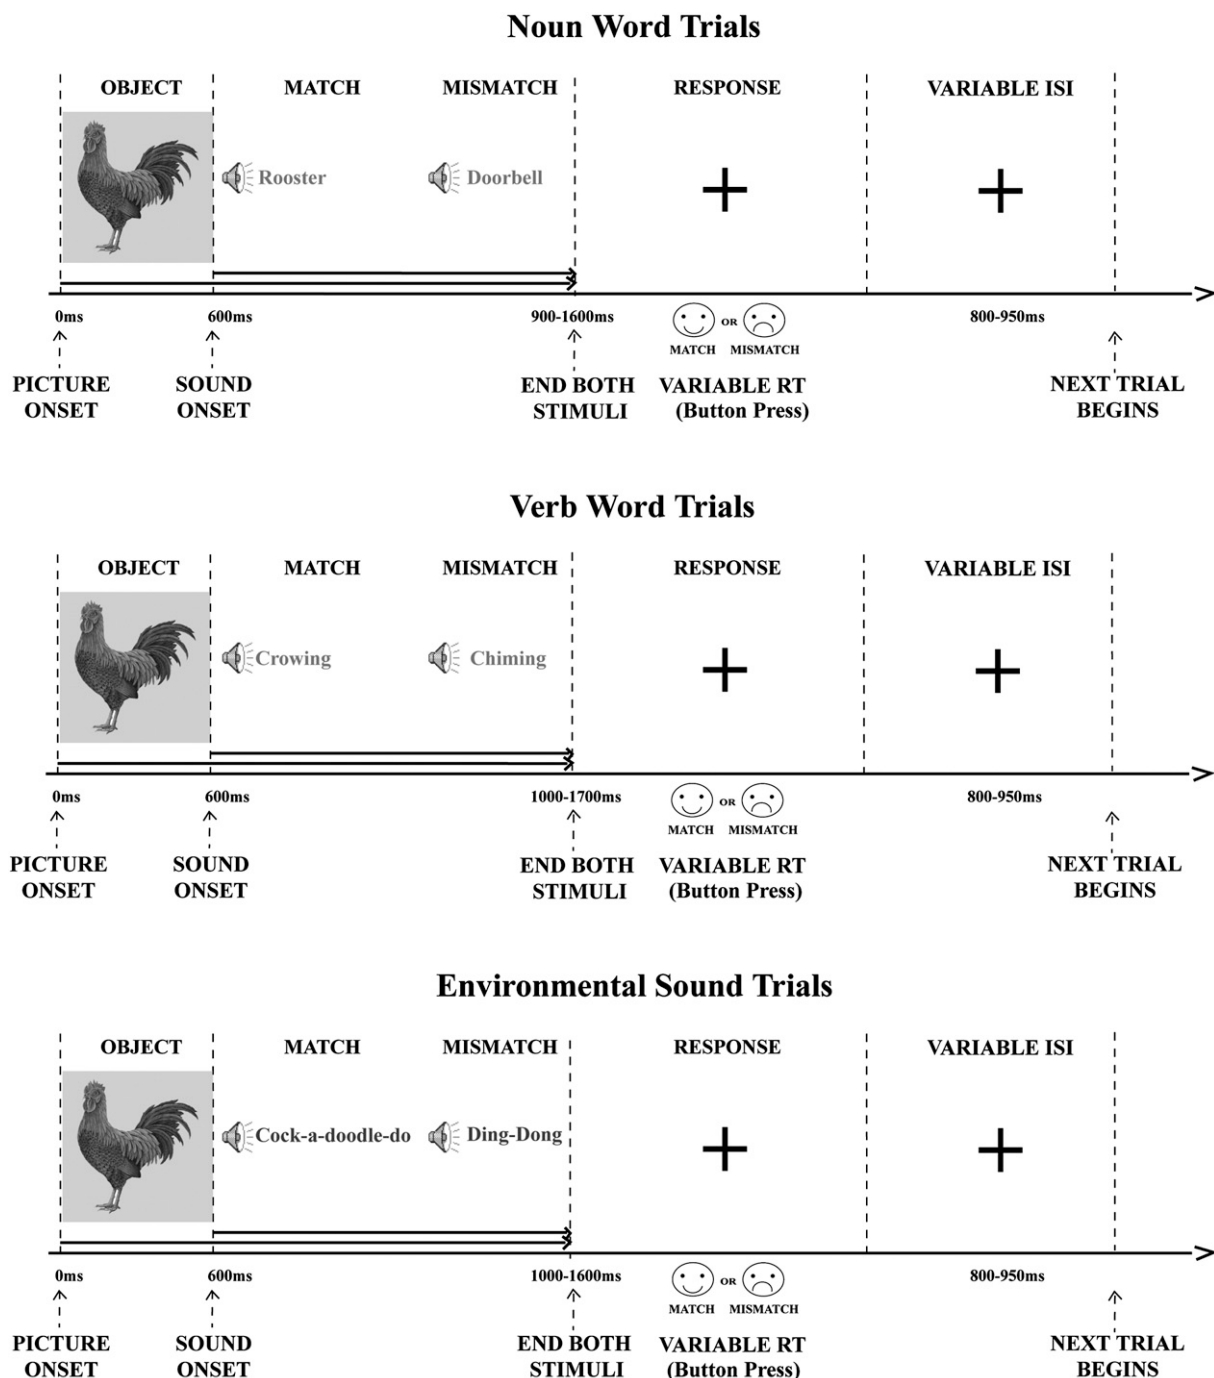 Noun Word Trials
OBJECT MATCH MISMATCH RESPONSE VARIABLE ISI
Rooster Doorbell
0ms 600ms 900-1600ms OR 800-950ms
MATCH MISMATCH
PICTURE SOUND END BOTH VARIABLE RT NEXT TRIAL
ONSET ONSET STIMULI (Button Press) BEGINS
Verb Word Trials
OBJECT MATCH MISMATCH RESPONSE VARIABLE ISI
Crowing Chiming
0ms 600ms 1000-1700ms OR 800-950ms
MATCH MISMATCH
PICTURE SOUND END BOTH VARIABLE RT NEXT TRIAL
ONSET ONSET STIMULI (Button Press) BEGINS
Environmental Sound Trials
OBJECT MATCH MISMATCH RESPONSE VARIABLE ISI
Cock-a-doodle-do Ding-Dong
0ms 600ms 1000-1600ms OR 800-950ms
MATCH MISMATCH
PICTURE SOUND END BOTH VARIABLE RT NEXT TRIAL
ONSET ONSET STIMULI (Button Press) BEGINS